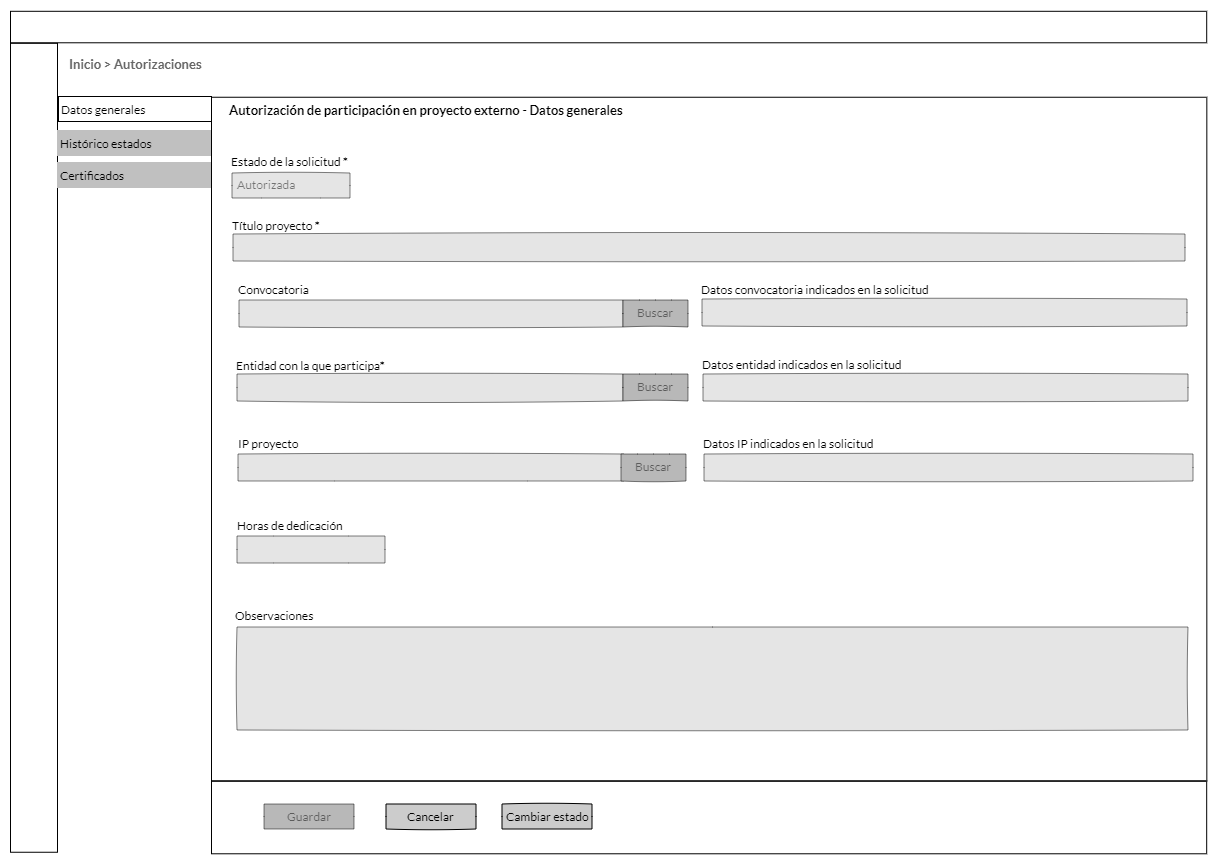 Inicio > Autorizaciones
Datos generales
Histórico estados
Certificados
Autorización de participación en proyecto externo - Datos generales
Estado de la solicitud *
Autorizada
Título proyecto *
Convocatoria
Datos convocatoria indicados en la solicitud
Buscar
Entidad con la que participa*
Datos entidad indicados en la solicitud
Buscar
IP proyecto
Datos IP indicados en la solicitud
Buscar
Horas de dedicación
Observaciones
Guardar
Cancelar
Cambiar estado